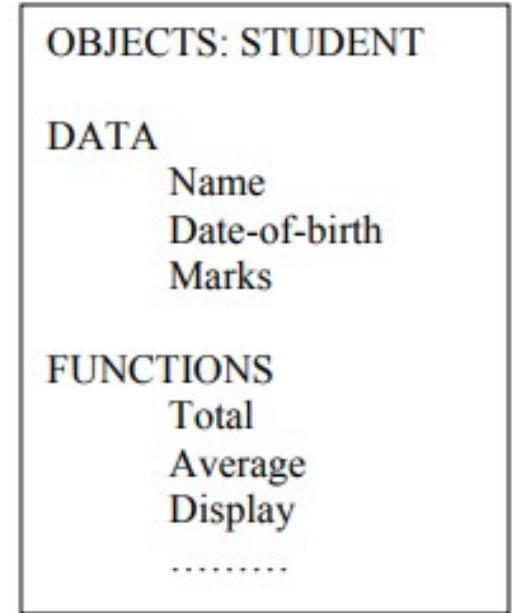 OBJECTS: STUDENT
DATA
Name
Date-of-birth
Marks
FUNCTIONS
Total
Average
Display
………